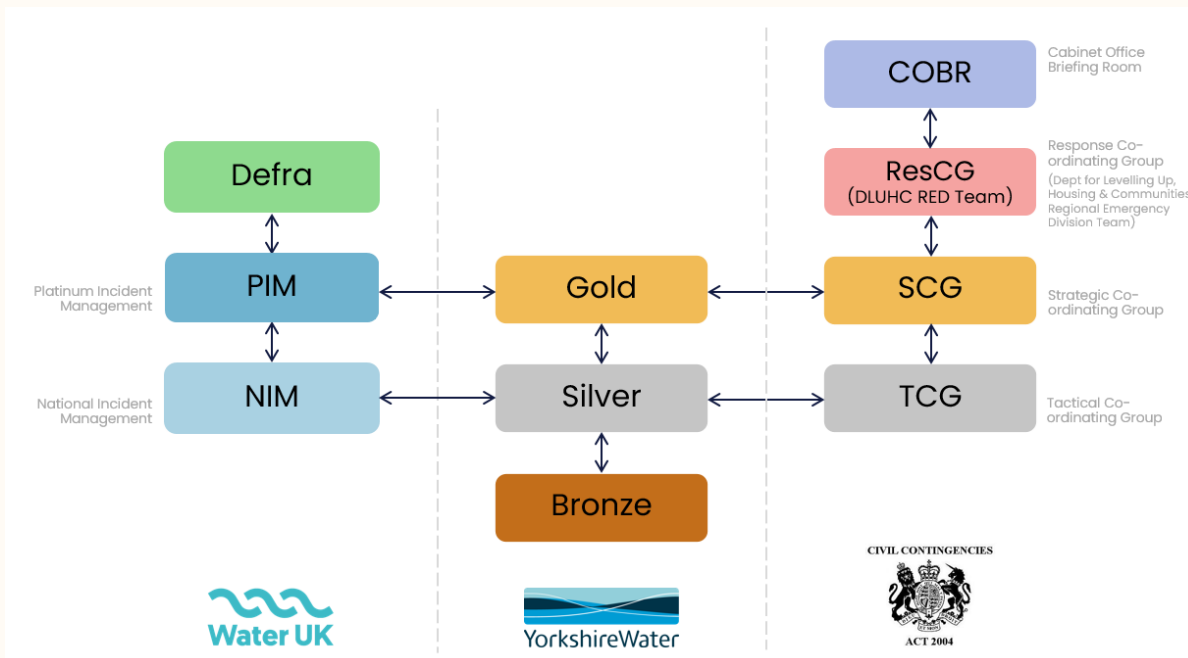 COBR
Cabinet Office
Briefing Room
Defra
ResCG
(DLUHC RED Team)
Response Co-
ordinating Group
(Dept for Levelling Up,
Housing & Communities
Regional Emergency
Division Team)
Platinum Incident
Management
PIM
Gold
SCG
Strategic Co-
ordinating Group
National Incident
Management
NIM
Silver
TCG
Tactical Co-
ordinating Group
Bronze
Water UK
YorkshireWater
CIVIL CONTINGENCIES
ACT 2004